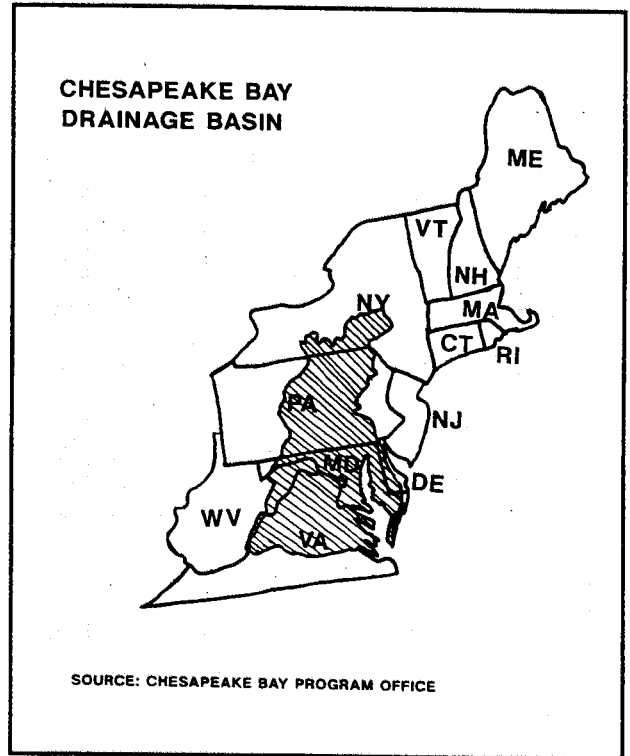 CHESAPEAKE BAY
DRAINAGE BASIN
ME
VT
NH
NY
MA
CT
RI
PA
NJ
MD
DE
WV
VA
SOURCE: CHESAPEAKE BAY PROGRAM OFFICE